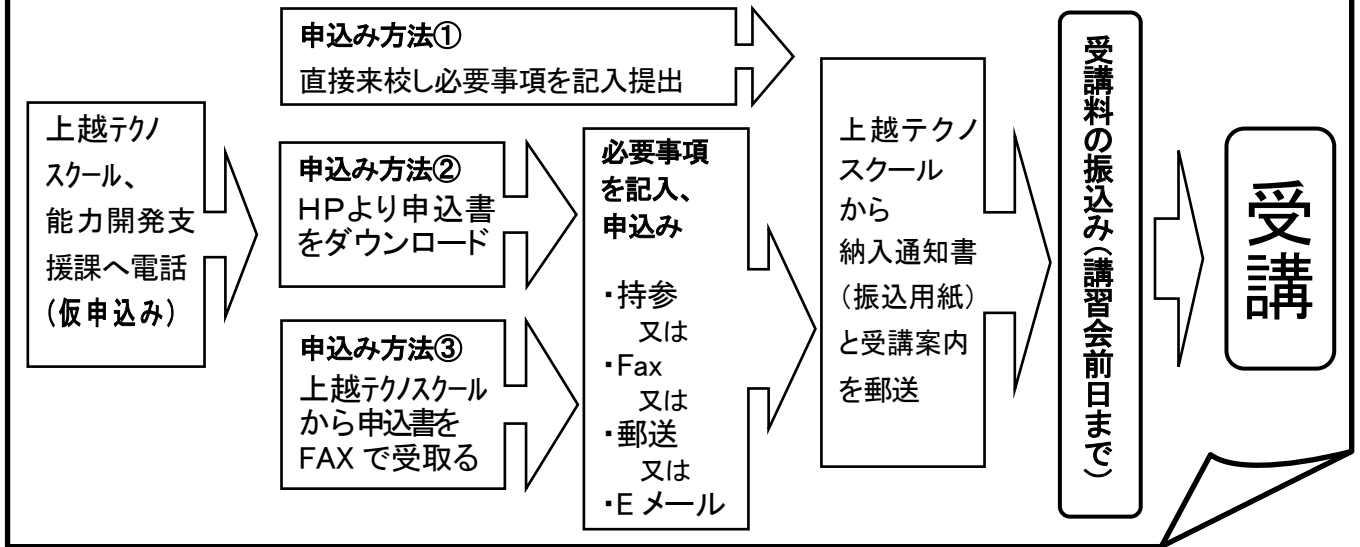 上越テクノ
スクール、
能力開発支
援課へ電話
(仮申込み)
申込み方法①
直接来校し必要事項を記入提出
申込み方法②
HPより申込書
をダウンロード
申込み方法③
上越テクノスクール
から申込書を
FAX で受取る
必要事項
を記入、
申込み
・持参
又は
・Fax
又は
・郵送
又は
・E メール
上越テクノ
スクール
から
納入通知書
(振込用紙)
と受講案内
を郵送
受講料の振込み(講習会前日まで)
受講